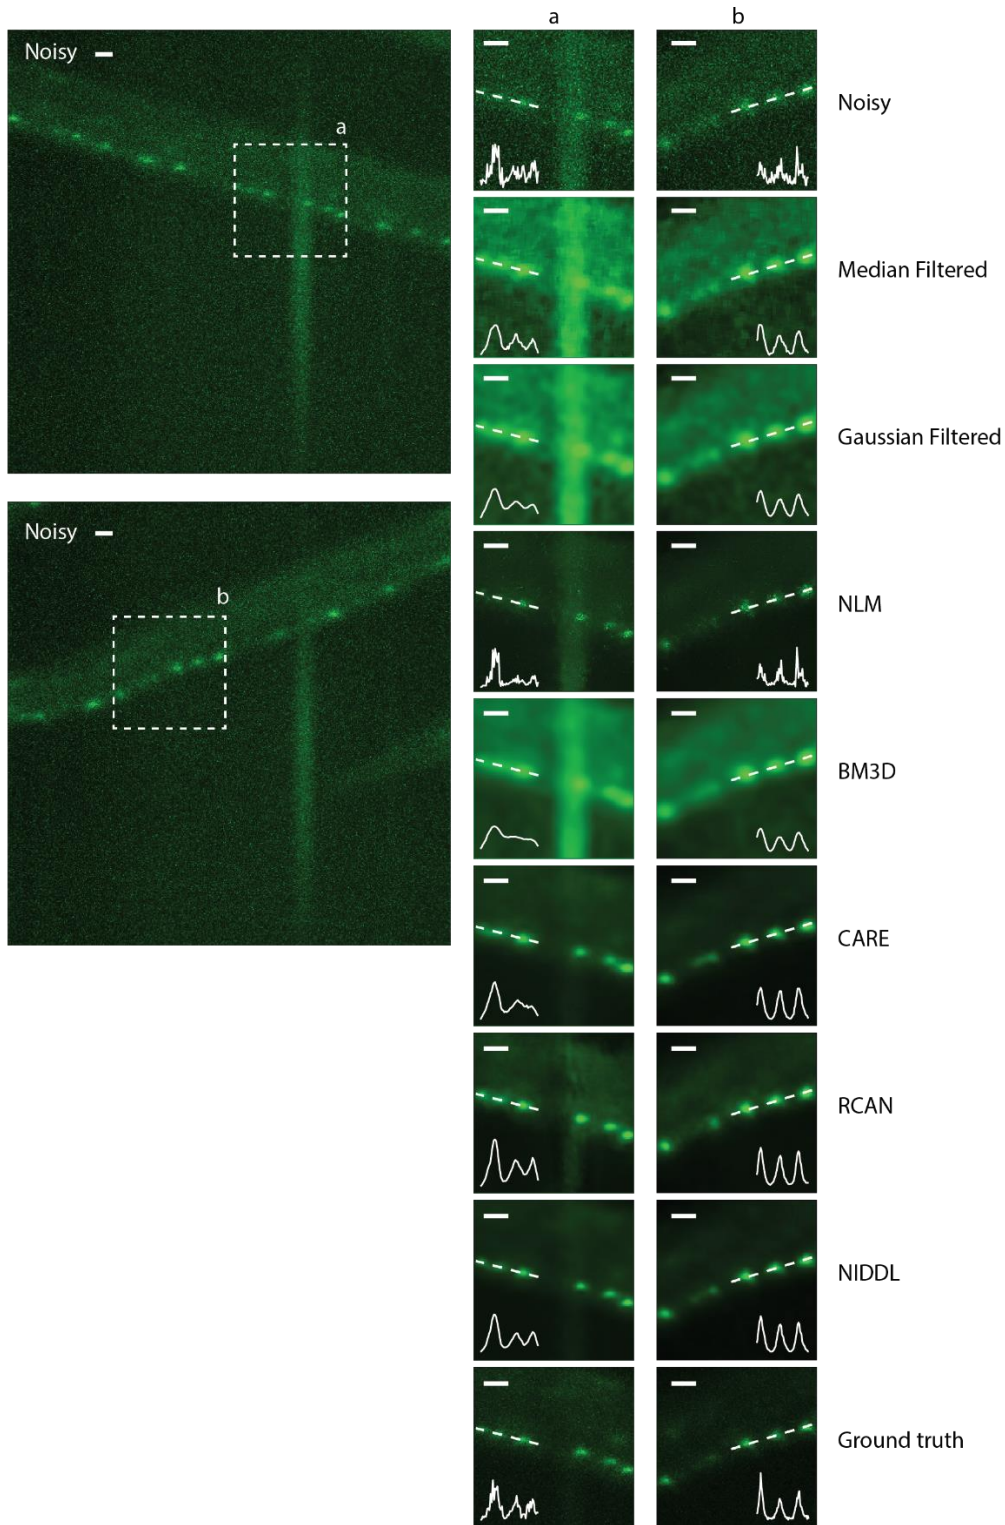 a
b
Noisy
a
Noisy
b
Noisy
Median Filtered
Gaussian Filtered
NLM
BM3D
CARE
RCAN
NIDDL
Ground truth